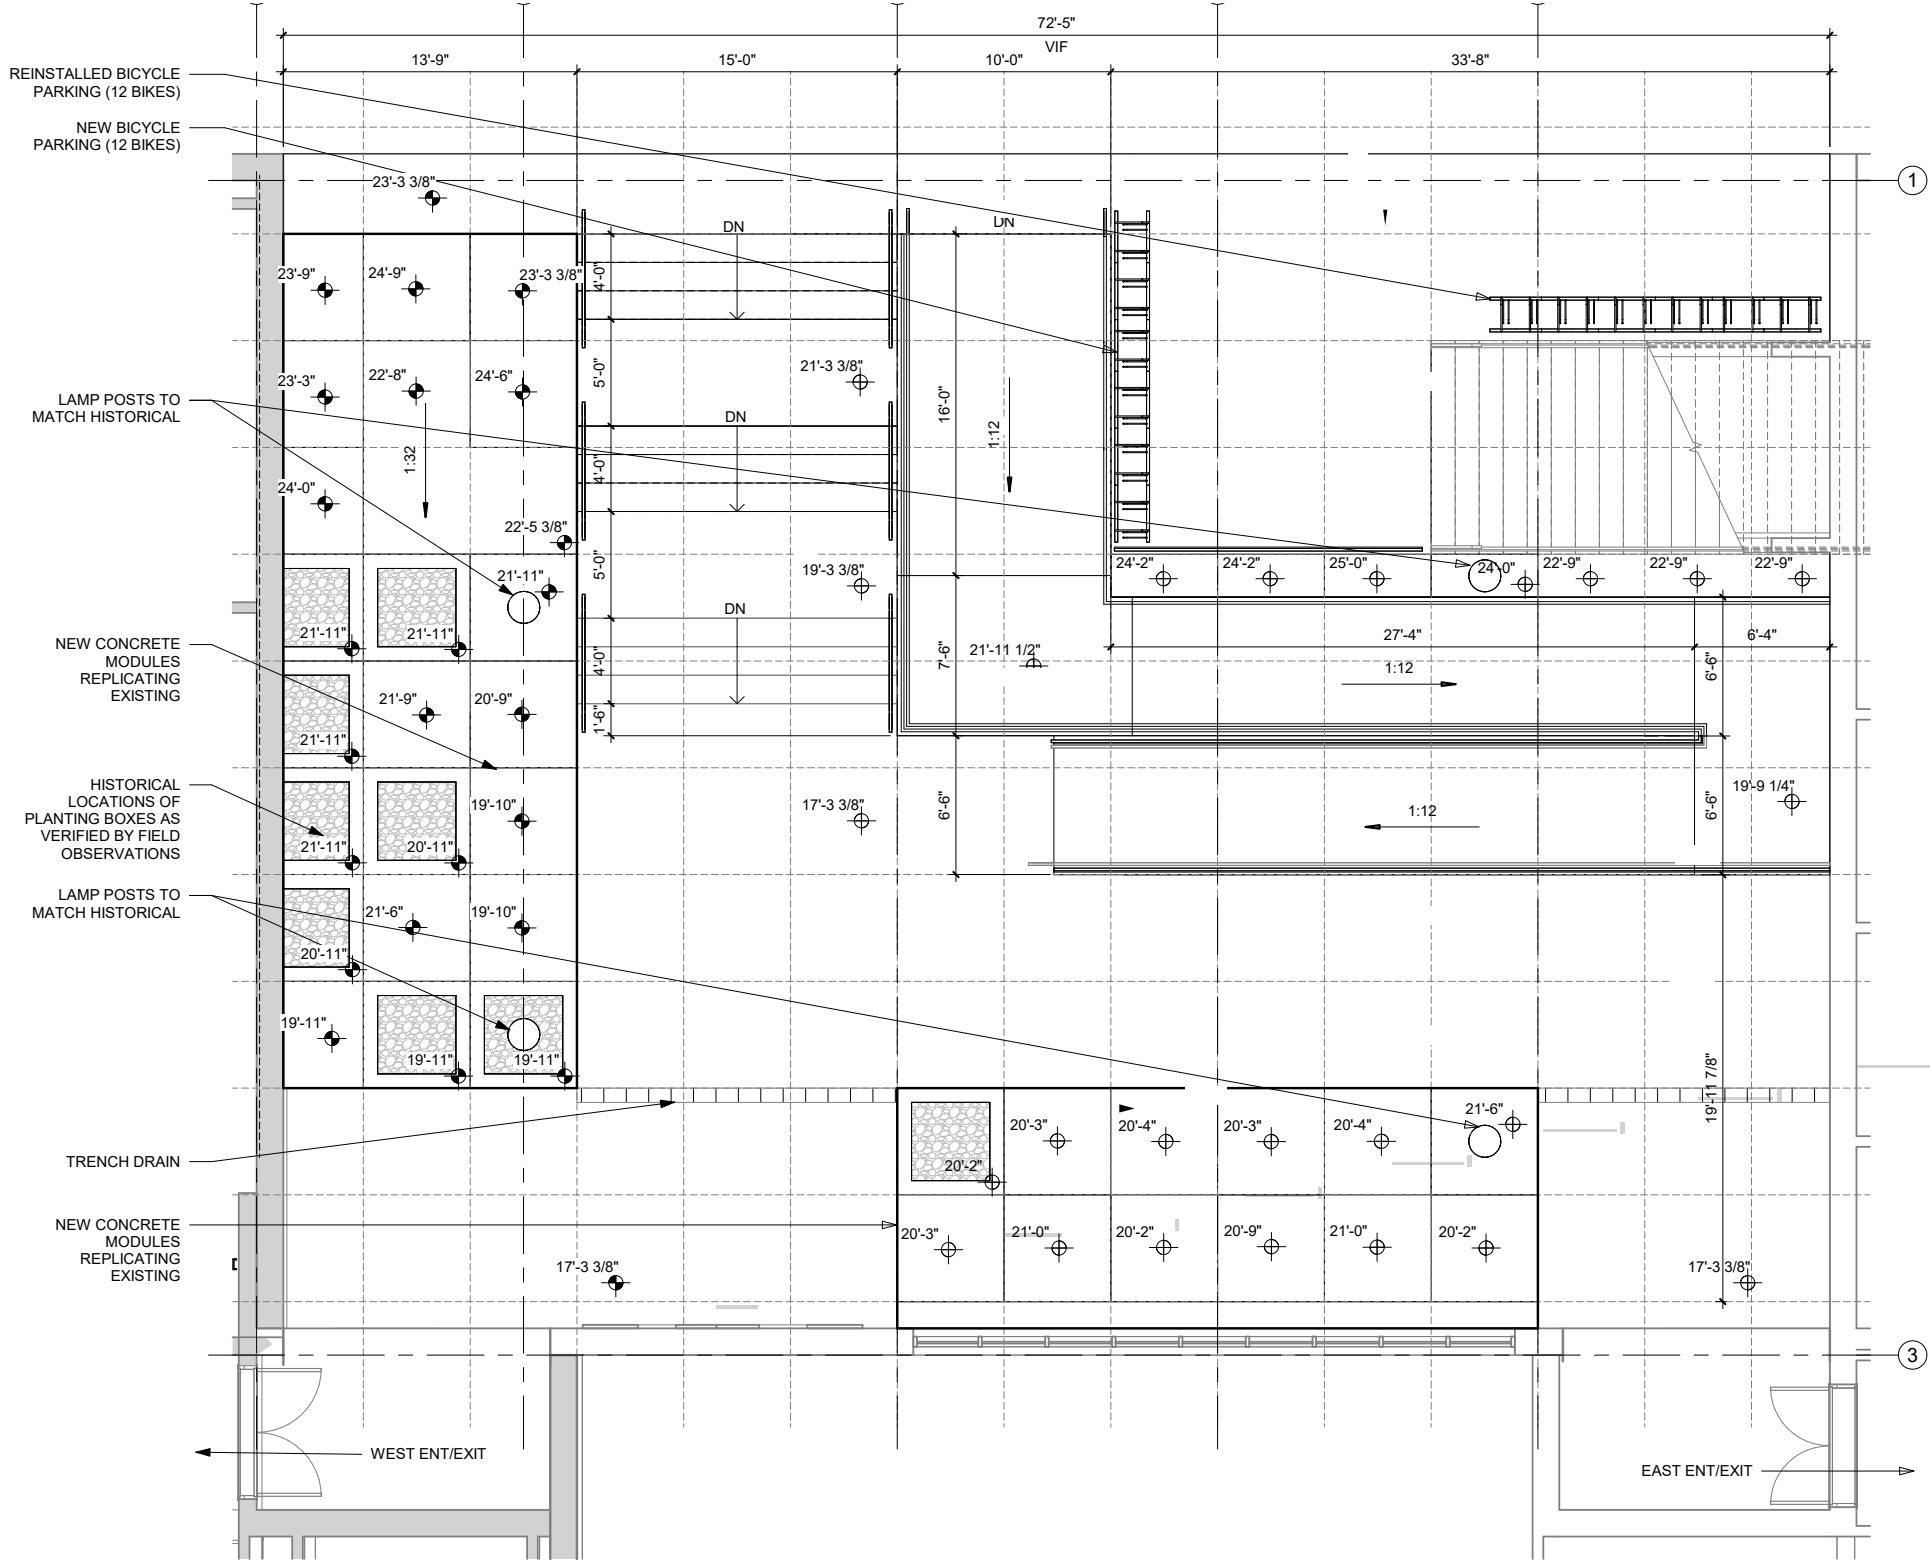 72'-5"
VIF
13'-9"
15'-0"
10'-0"
33'-8"
REINSTALLED BICYCLE
PARKING (12 BIKES)
NEW BICYCLE
PARKING (12 BIKES)
1
23'-3 3/8"
DN
DN
23'-9"
24'-9"
23'-3 3/8"
4'-0"
23'-3"
22'-8"
24'-6"
5'-0"
21'-3 3/8"
16'-0"
1:12
LAMP POSTS TO
MATCH HISTORICAL
DN
1:32
4'-0"
24'-0"
22'-5 3/8"
5'-0"
19'-3 3/8"
21'-11"
24'-2"
24'-2"
25'-0"
24'-0"
22'-9"
22'-9"
22'-9"
DN
21'-11"
21'-11"
27'-4"
6'-4"
NEW CONCRETE
MODULES
REPLICATING
EXISTING
4'-0"
7'-6"
21'-11 1/2"
1:12
6'-6"
21'-9"
20'-9"
1'-6"
21'-11"
HISTORICAL
LOCATIONS OF
PLANTING BOXES AS
VERIFIED BY FIELD
OBSERVATIONS
19'-10"
17'-3 3/8"
6'-6"
1:12
6'-6"
19'-9 1/4"
21'-11"
20'-11"
LAMP POSTS TO
MATCH HISTORICAL
21'-6"
19'-10"
20'-11"
19'-11"
19'-11"
19'-11"
19'-11 7/8"
20'-3"
20'-4"
20'-3"
20'-4"
21'-6"
TRENCH DRAIN
20'-2"
NEW CONCRETE
MODULES
REPLICATING
EXISTING
20'-3"
21'-0"
20'-2"
20'-9"
21'-0"
20'-2"
17'-3 3/8"
17'-3 3/8"
3
WEST ENT/EXIT
EAST ENT/EXIT